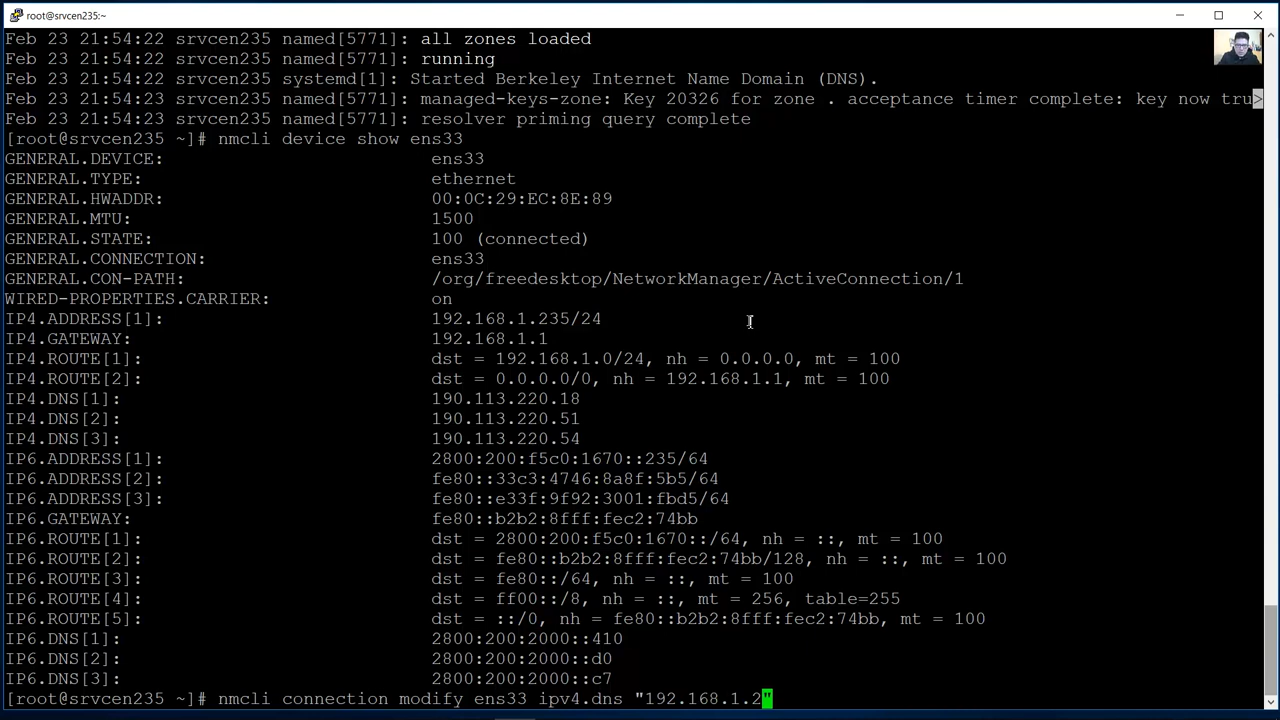 root@srvcen235:~
Feb 23 21:54:22 srvcen235 named[5771]: all zones loaded
Feb 23 21:54:22 srvcen235 named[5771]: running
Feb 23 21:54:22 srvcen235 systemd[1]: Started Berkeley Internet Name Domain (DNS).
Feb 23 21:54:23 srvcen235 named[5771]: managed-keys-zone: Key 20326 for zone . acceptance timer complete: key now tru>
Feb 23 21:54:23 srvcen235 named[5771]: resolver priming query complete
[root@srvcen235 ~]# nmcli device show ens33
GENERAL.DEVICE: ens33
GENERAL.TYPE: ethernet
GENERAL.HWADDR: 00:0C:29:EC:8E:89
GENERAL.MTU: 1500
GENERAL.STATE: 100 (connected)
GENERAL.CONNECTION: ens33
GENERAL.CON-PATH: /org/freedesktop/NetworkManager/ActiveConnection/1
WIRED-PROPERTIES.CARRIER: on
IP4.ADDRESS[1]: 192.168.1.235/24
IP4.GATEWAY: 192.168.1.1
IP4.ROUTE[1]: dst = 192.168.1.0/24, nh = 0.0.0.0, mt = 100
IP4.ROUTE[2]: dst = 0.0.0.0/0, nh = 192.168.1.1, mt = 100
IP4.DNS[1]: 190.113.220.18
IP4.DNS[2]: 190.113.220.51
IP4.DNS[3]: 190.113.220.54
IP6.ADDRESS[1]: 2800:200:f5c0:1670::235/64
IP6.ADDRESS[2]: fe80::33c3:4746:8a8f:5b5/64
IP6.ADDRESS[3]: fe80::e33f:9f92:3001:fbd5/64
IP6.GATEWAY: fe80::b2b2:8fff:fec2:74bb
IP6.ROUTE[1]: dst = 2800:200:f5c0:1670::/64, nh = ::, mt = 100
IP6.ROUTE[2]: dst = fe80::b2b2:8fff:fec2:74bb/128, nh = ::, mt = 100
IP6.ROUTE[3]: dst = fe80::/64, nh = ::, mt = 100
IP6.ROUTE[4]: dst = ff00::/8, nh = ::, mt = 256, table=255
IP6.ROUTE[5]: dst = ::/0, nh = fe80::b2b2:8fff:fec2:74bb, mt = 100
IP6.DNS[1]: 2800:200:2000::410
IP6.DNS[2]: 2800:200:2000::d0
IP6.DNS[3]: 2800:200:2000::c7
[root@srvcen235 ~]# nmcli connection modify ens33 ipv4.dns "192.168.1.2"